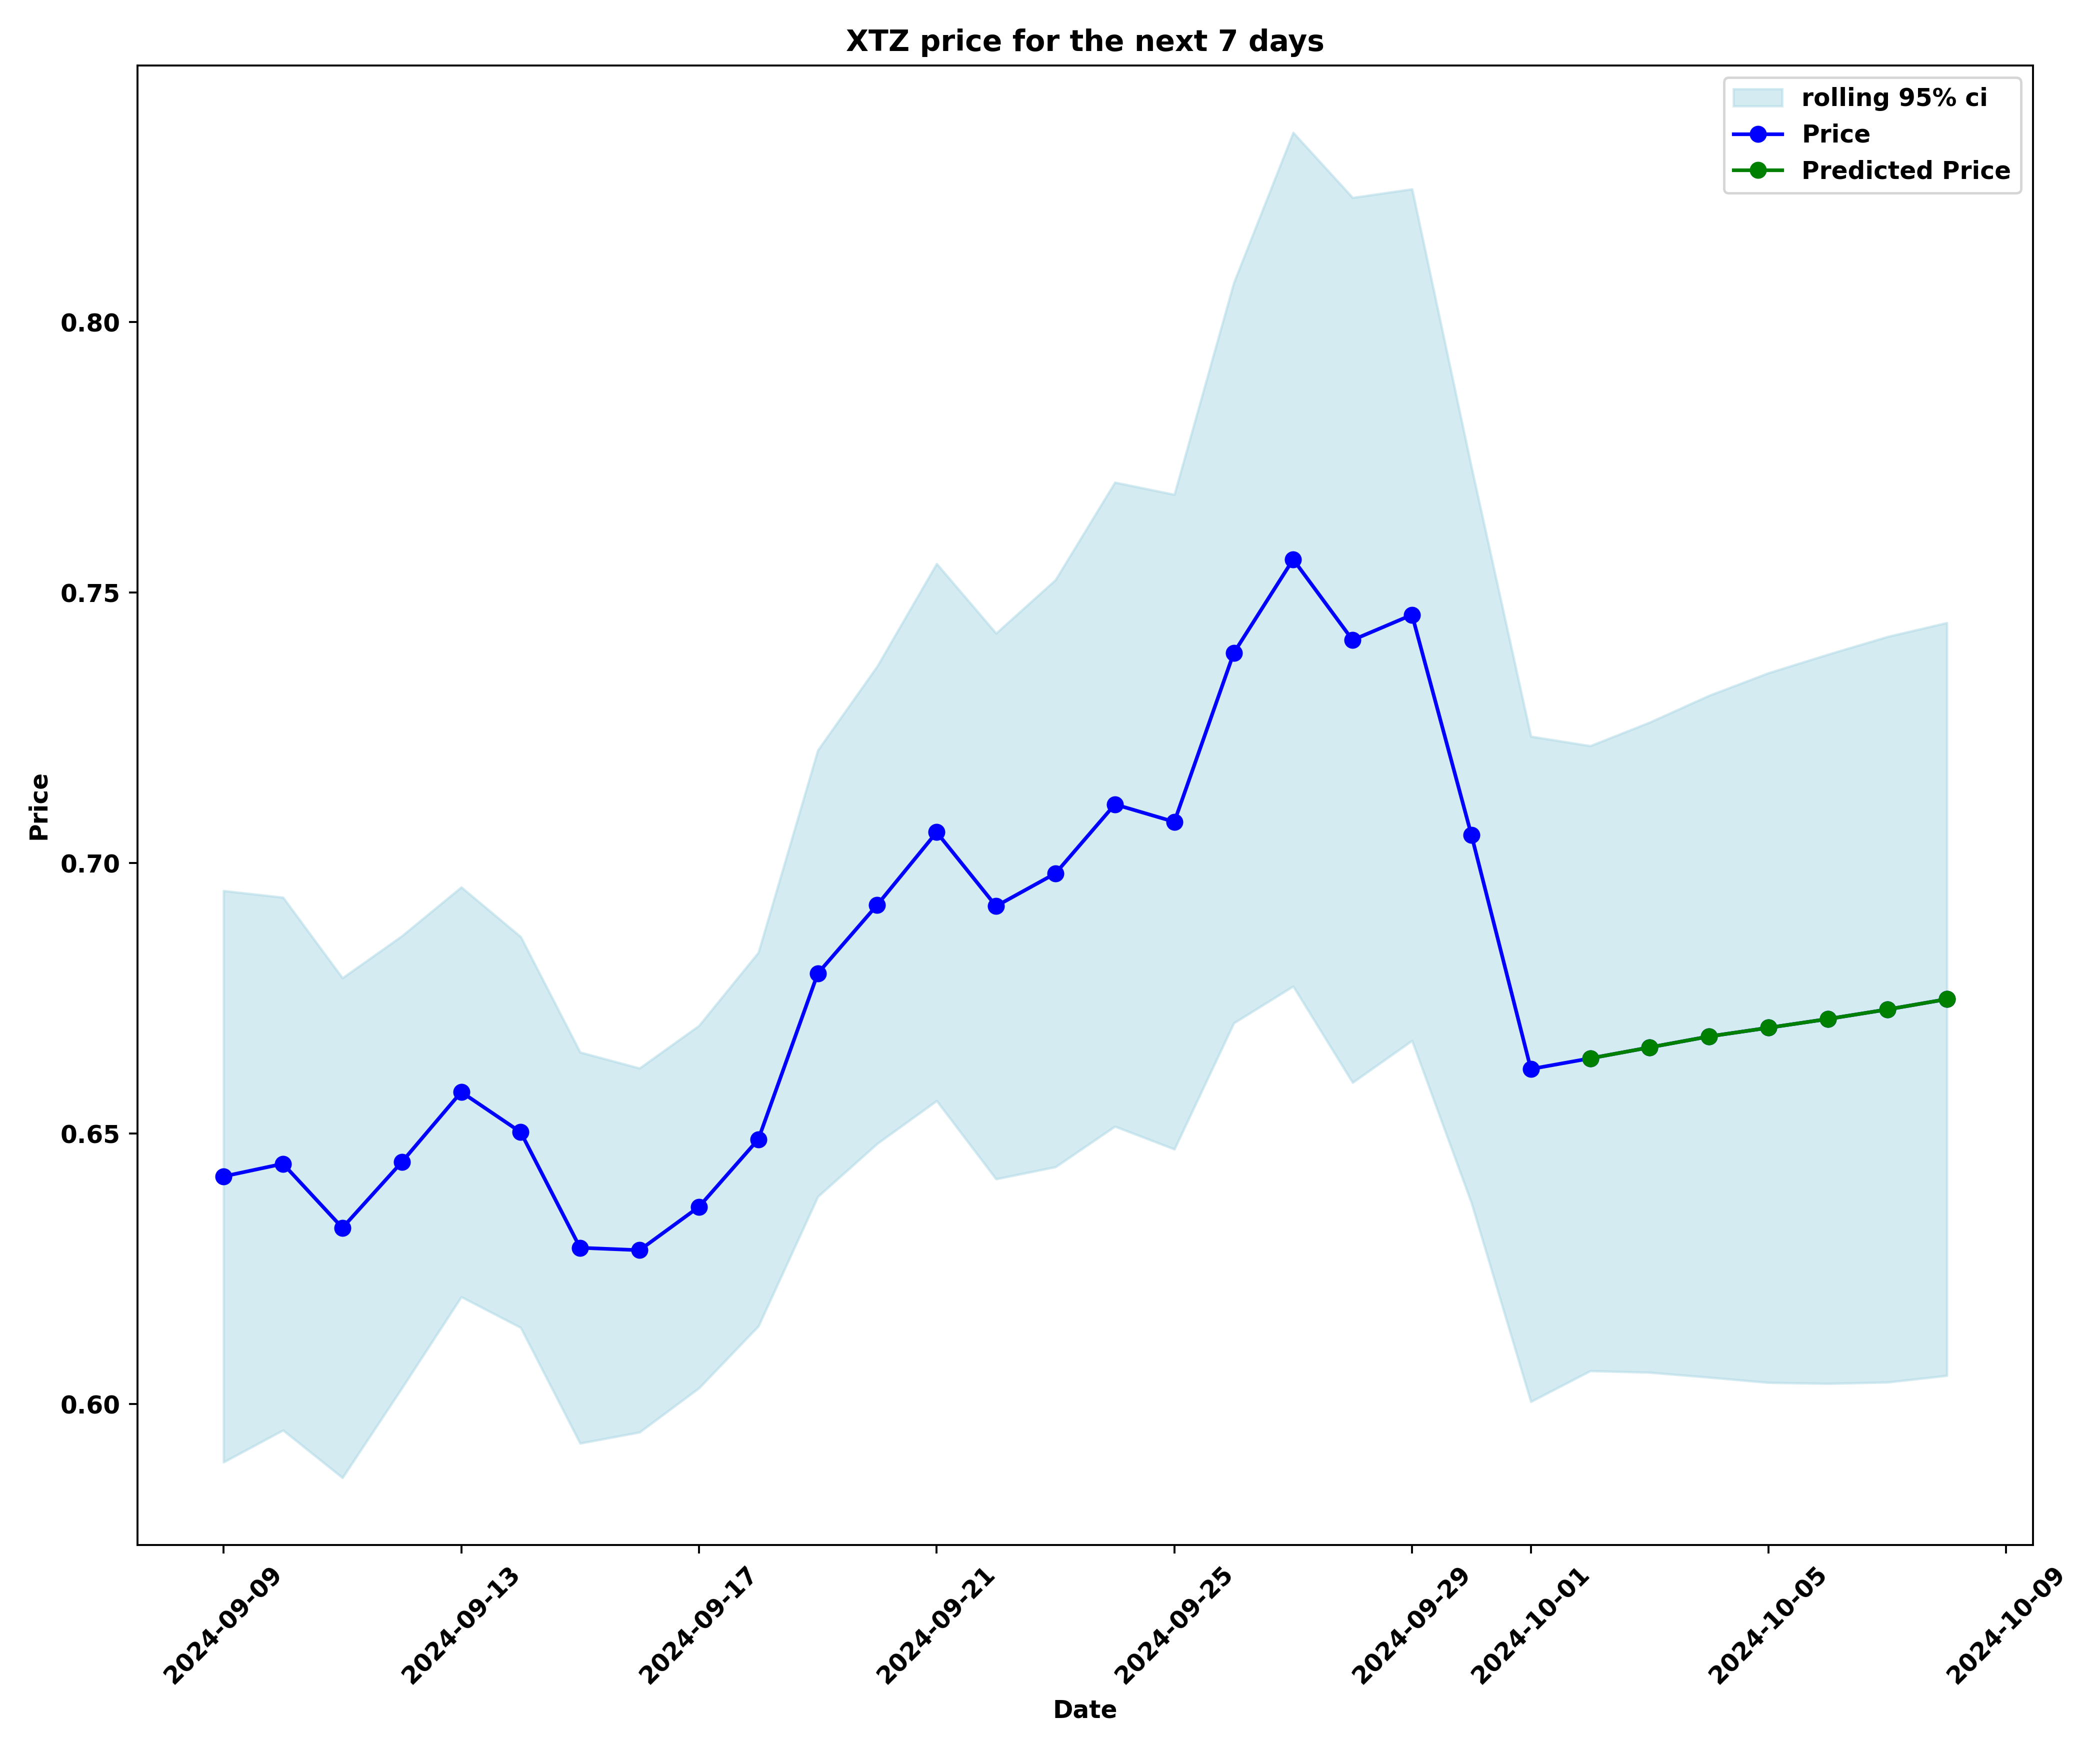 XTZ price for the next 7 days
rolling 95% ci
Price
Predicted Price
0.80
0.75
0.70
0.65
0.60
Price
2024-09-09
2024-09-13
2024-09-17
2024-09-21
2024-09-25
2024-09-29
2024-10-01
2024-10-05
2024-10-09
Date